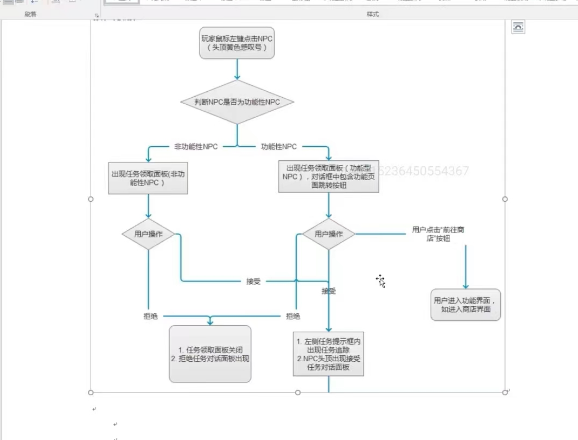 段落
样式
玩家鼠标左键点击NPC
（头顶黄色感叹号）
判断NPC是否为功能性NPC
非功能性NPC
功能性NPC
出现任务领取面板(非功
能性NPC）
出现任务领取面板（功能型
NPC），对话框中包含功能页
面跳转按钮
15236450554367
用户操作
用户操作
用户点击“前往商
店”按钮
接受
接受
用户进入功能界面，
如进入商店界面
拒绝
拒绝
1. 任务领取面板关闭
2. 拒绝任务对话面板出现
1. 左侧任务提示框内
出现任务追踪
2.NPC头顶出现接受
任务对话面板